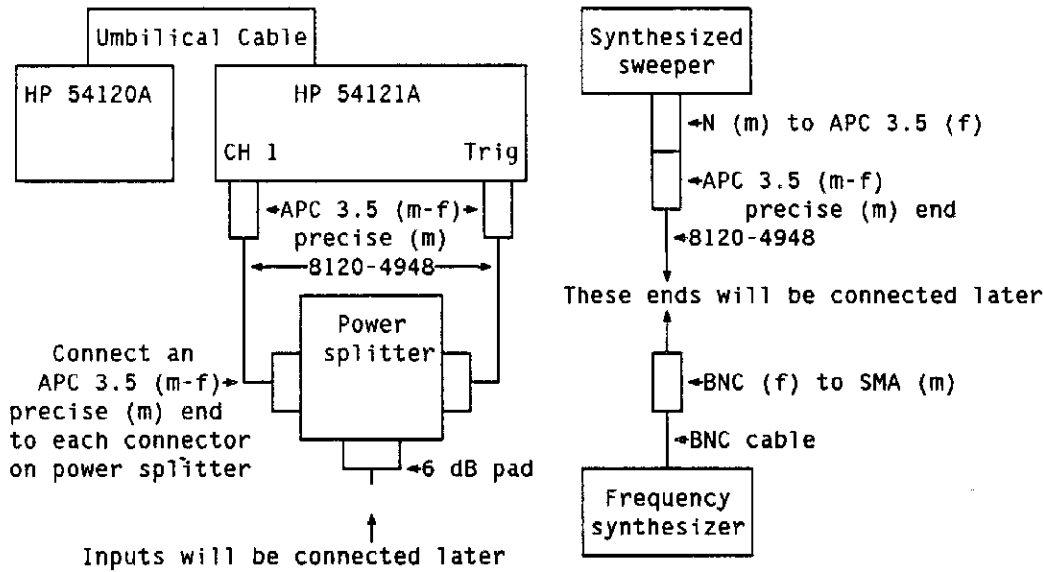 Umbilical Cable
HP 54120A
HP 54121A
CH 1
Trig
APC 3.5 (m-f)
precise (m)
8120-4948
Power
splitter
Connect an
APC 3.5 (m-f)
precise (m) end
to each connector
on power splitter
6 dB pad
Inputs will be connected later
Synthesized
sweeper
N (m) to APC 3.5 (f)
APC 3.5 (m-f)
precise (m) end
8120-4948
These ends will be connected later
BNC (f) to SMA (m)
BNC cable
Frequency
synthesizer